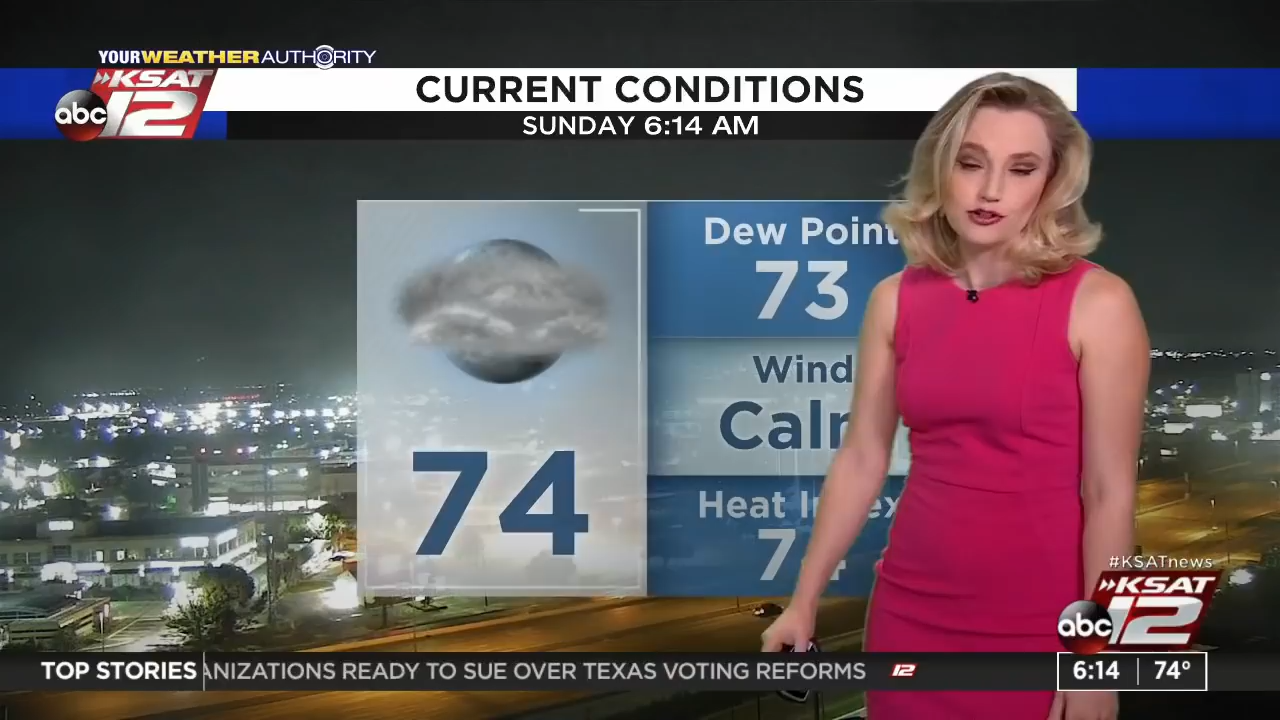 YOURWEATHERAUTHORITY
KSAT
abc 12
CURRENT CONDITIONS
SUNDAY 6:14 AM
Dew Point
73
Wind
74
Heat Index
#KSATnews
KSAT
abc 12
TOP STORIES ANIZATIONS READY TO SUE OVER TEXAS VOTING REFORMS 12
6:14 74°